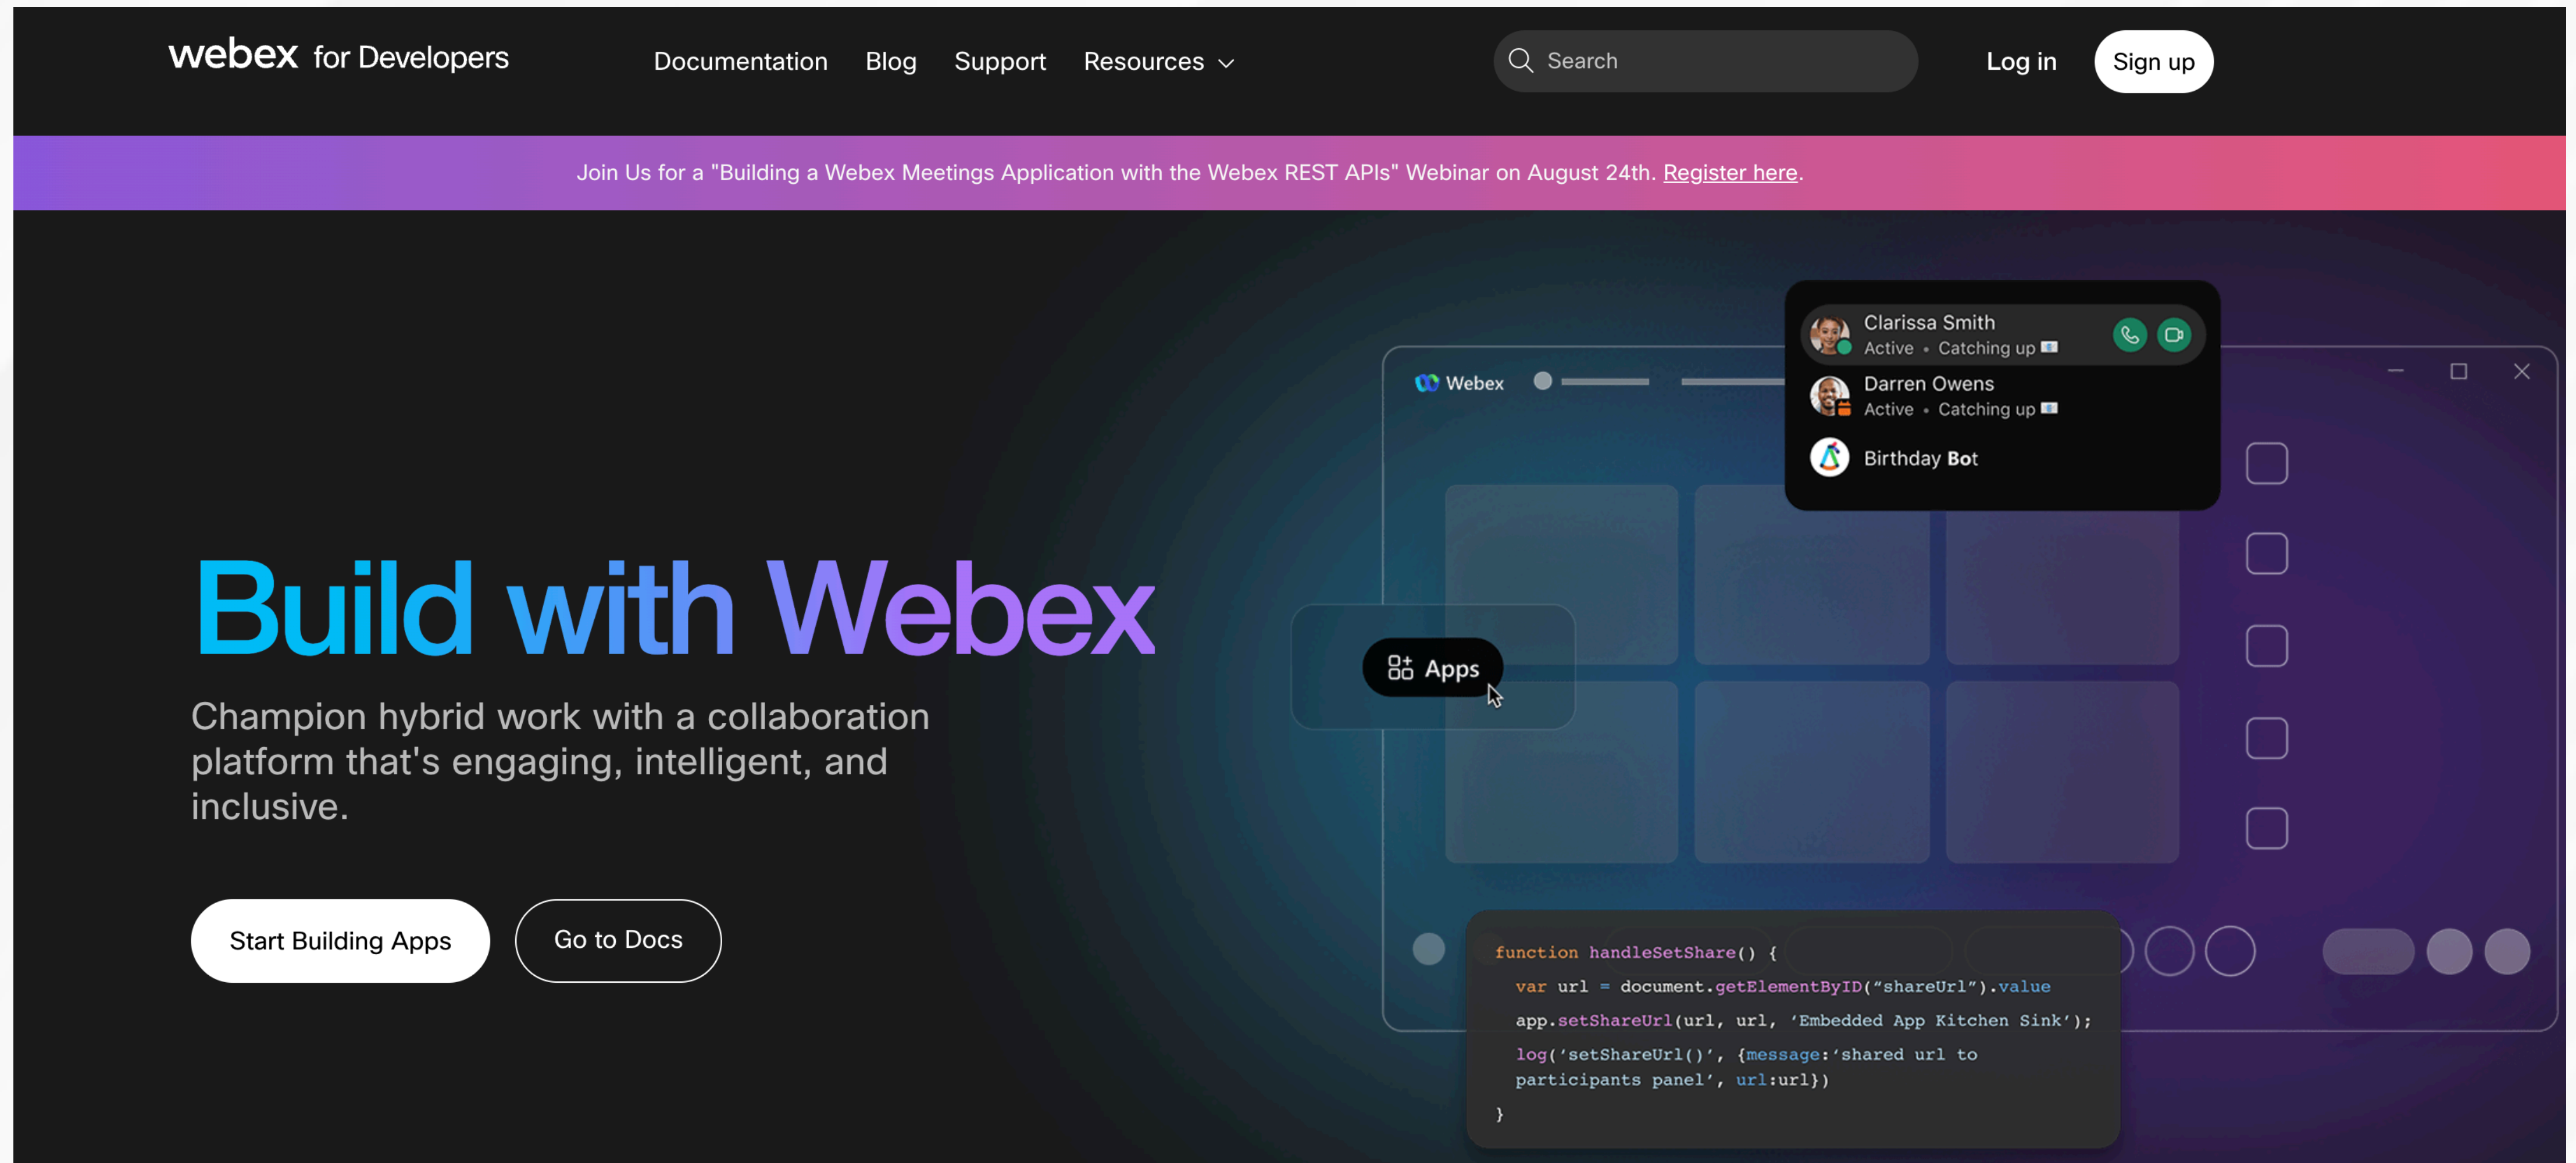 webex for Developers
Documentation
Blog
Support
Resources
Search
Log in
Sign up
Join Us for a "Building a Webex Meetings Application with the Webex REST APIs" Webinar on August 24th. Register here.
Build with Webex
Champion hybrid work with a collaboration
platform that's engaging, intelligent, and
inclusive.
Start Building Apps
Go to Docs
Webex
Clarissa Smith
Active • Catching up
Darren Owens
Active • Catching up
Birthday Bot
Apps
function handleSetShare() {
var url = document.getElementByID(“shareUrl”).value
app.setShareUrl(url, url, ‘Embedded App Kitchen Sink’);
log(‘setShareUrl()’, {message:‘shared url to
participants panel’, url:url})
}